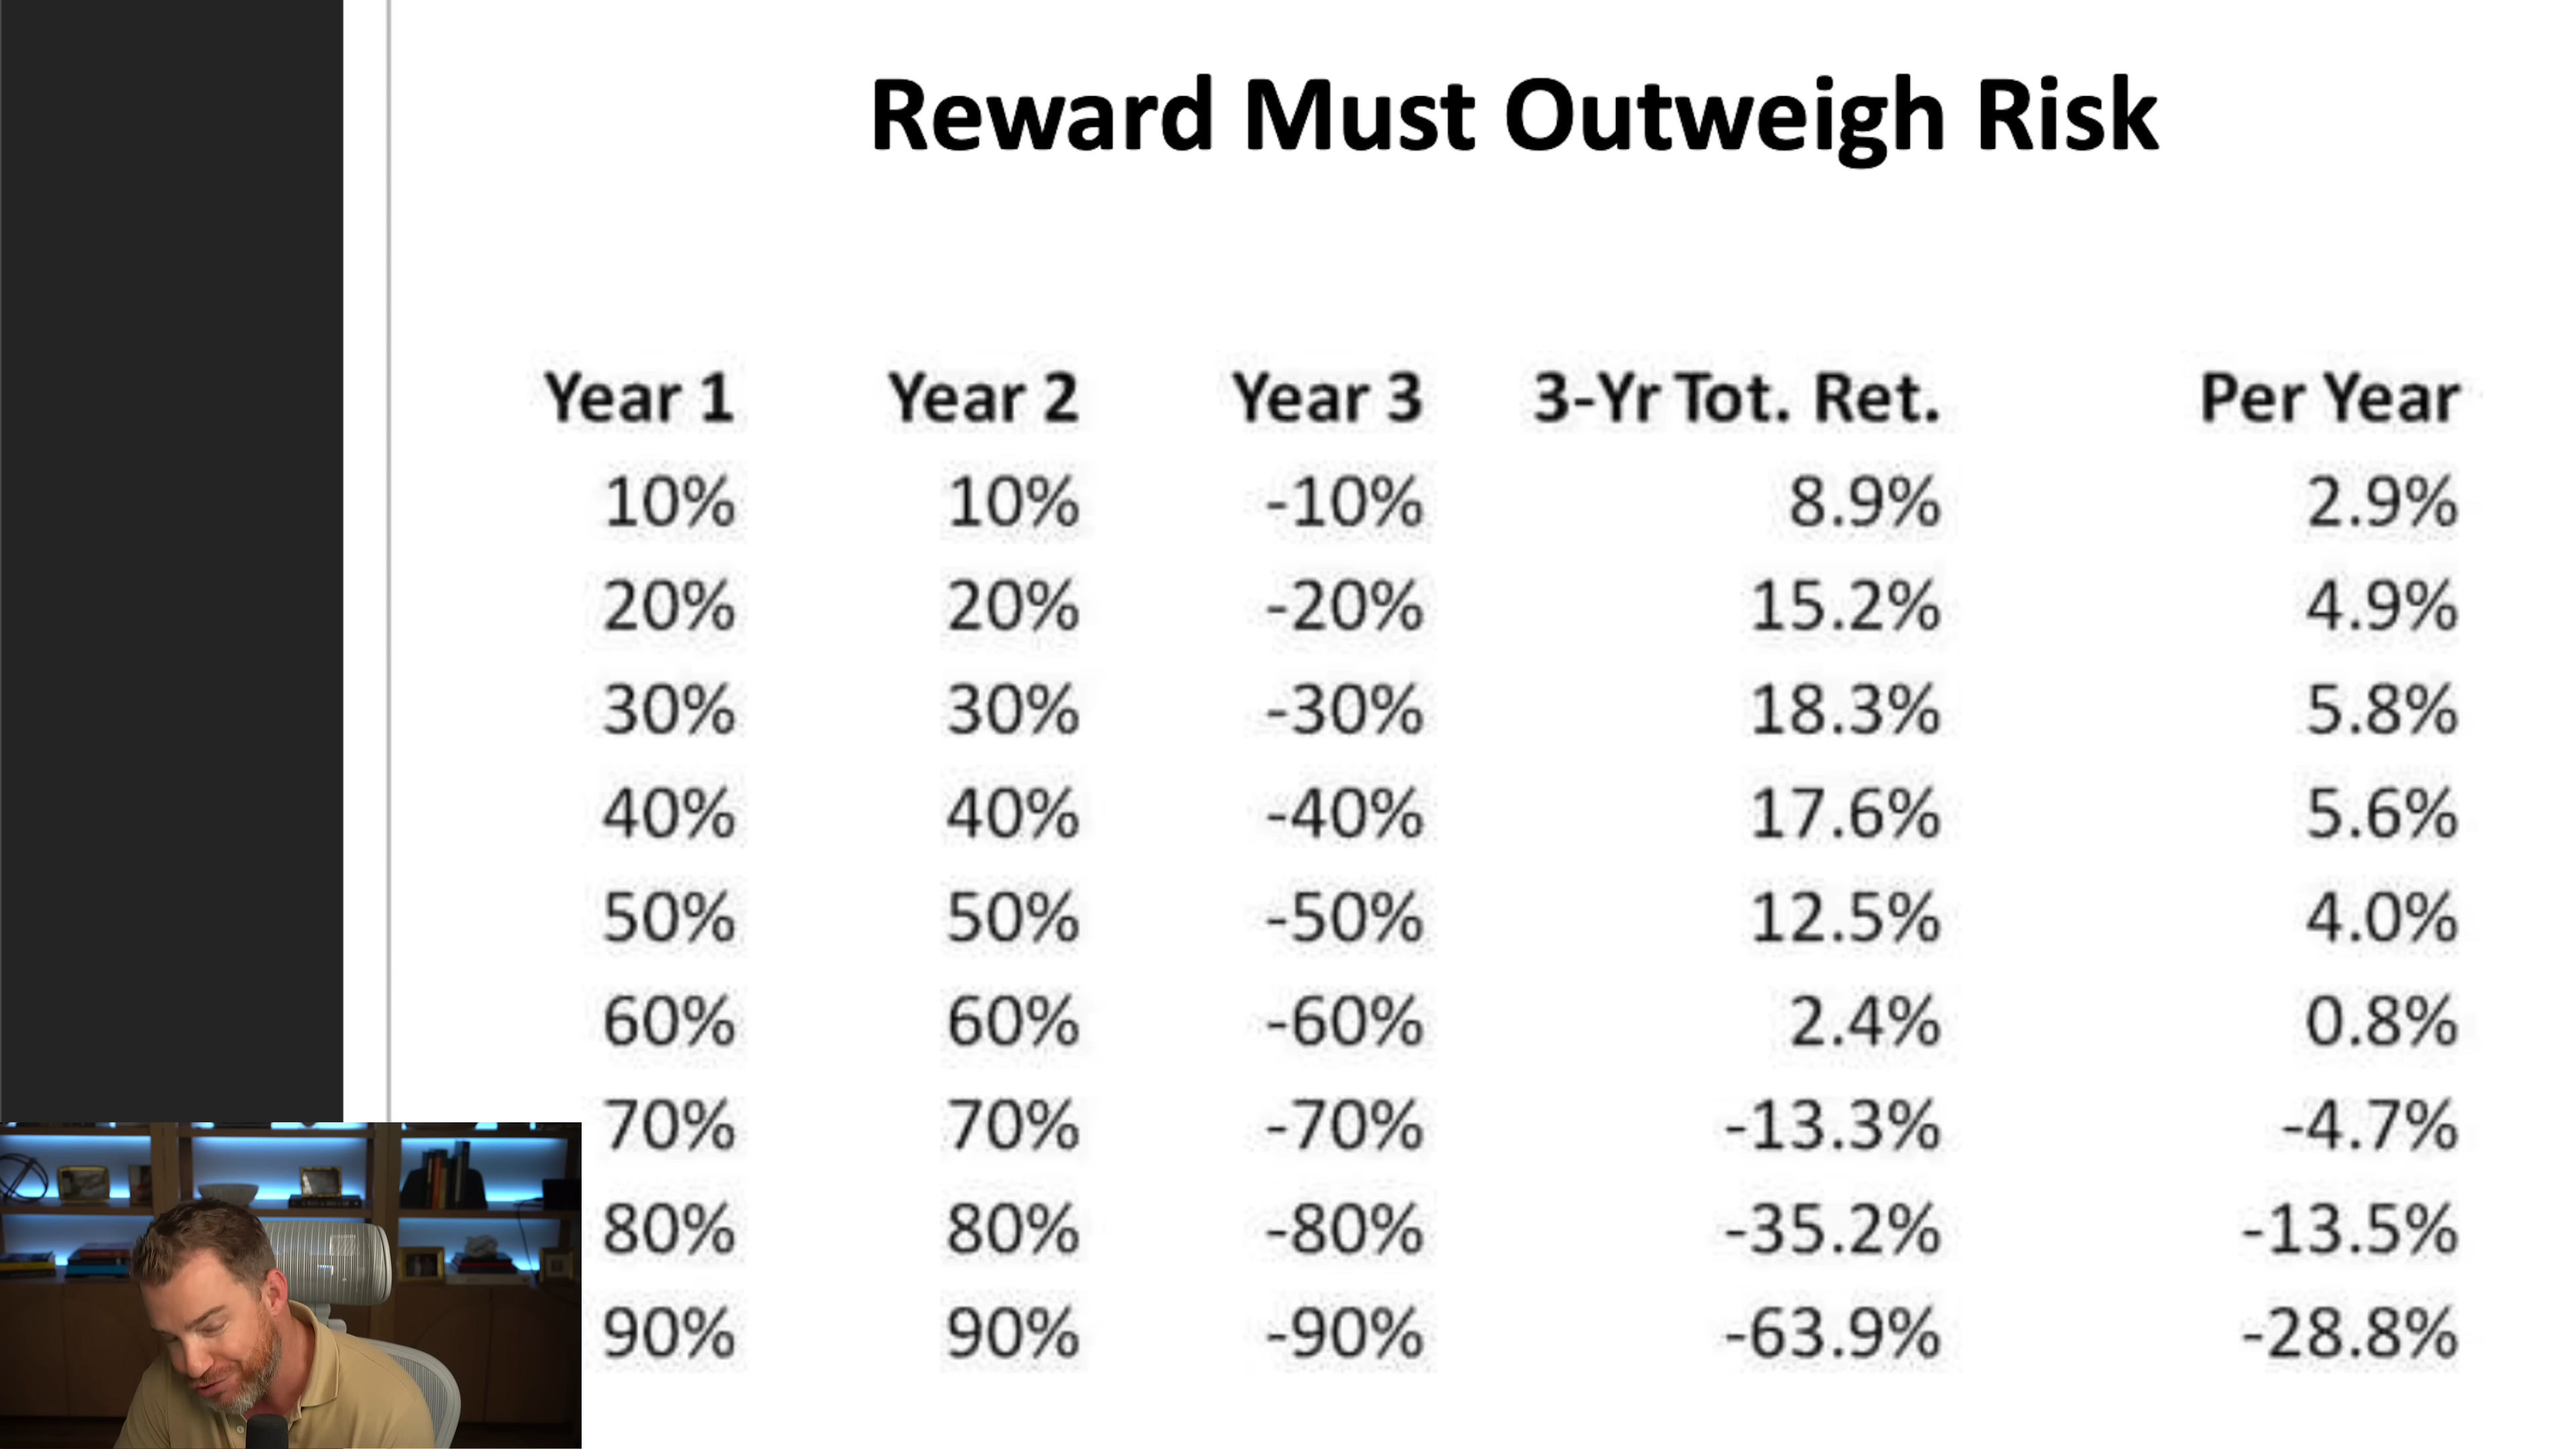 Reward Must Outweigh Risk
Year 1 Year 2 Year 3 3-Yr Tot. Ret. Per Year
10% 10% -10% 8.9% 2.9%
20% 20% -20% 15.2% 4.9%
30% 30% -30% 18.3% 5.8%
40% 40% -40% 17.6% 5.6%
50% 50% -50% 12.5% 4.0%
60% 60% -60% 2.4% 0.8%
70% 70% -70% -13.3% -4.7%
80% 80% -80% -35.2% -13.5%
90% 90% -90% -63.9% -28.8%